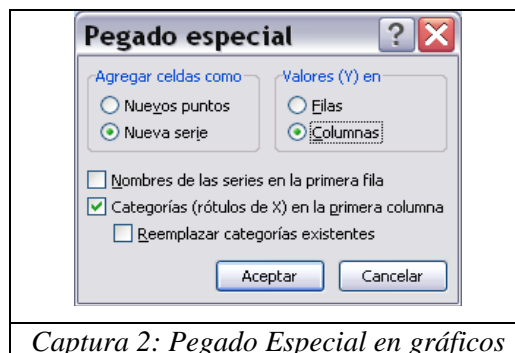 Pegado especial
?
Agregar celdas como
Valores (Y) en
Nuevos puntos
Filas
Nueva serie
Columnas
Nombres de las series en la primera fila
Categorías (rótulos de X) en la primera columna
Reemplazar categorías existentes
Aceptar
Cancelar
Captura 2: Pegado Especial en gráficos